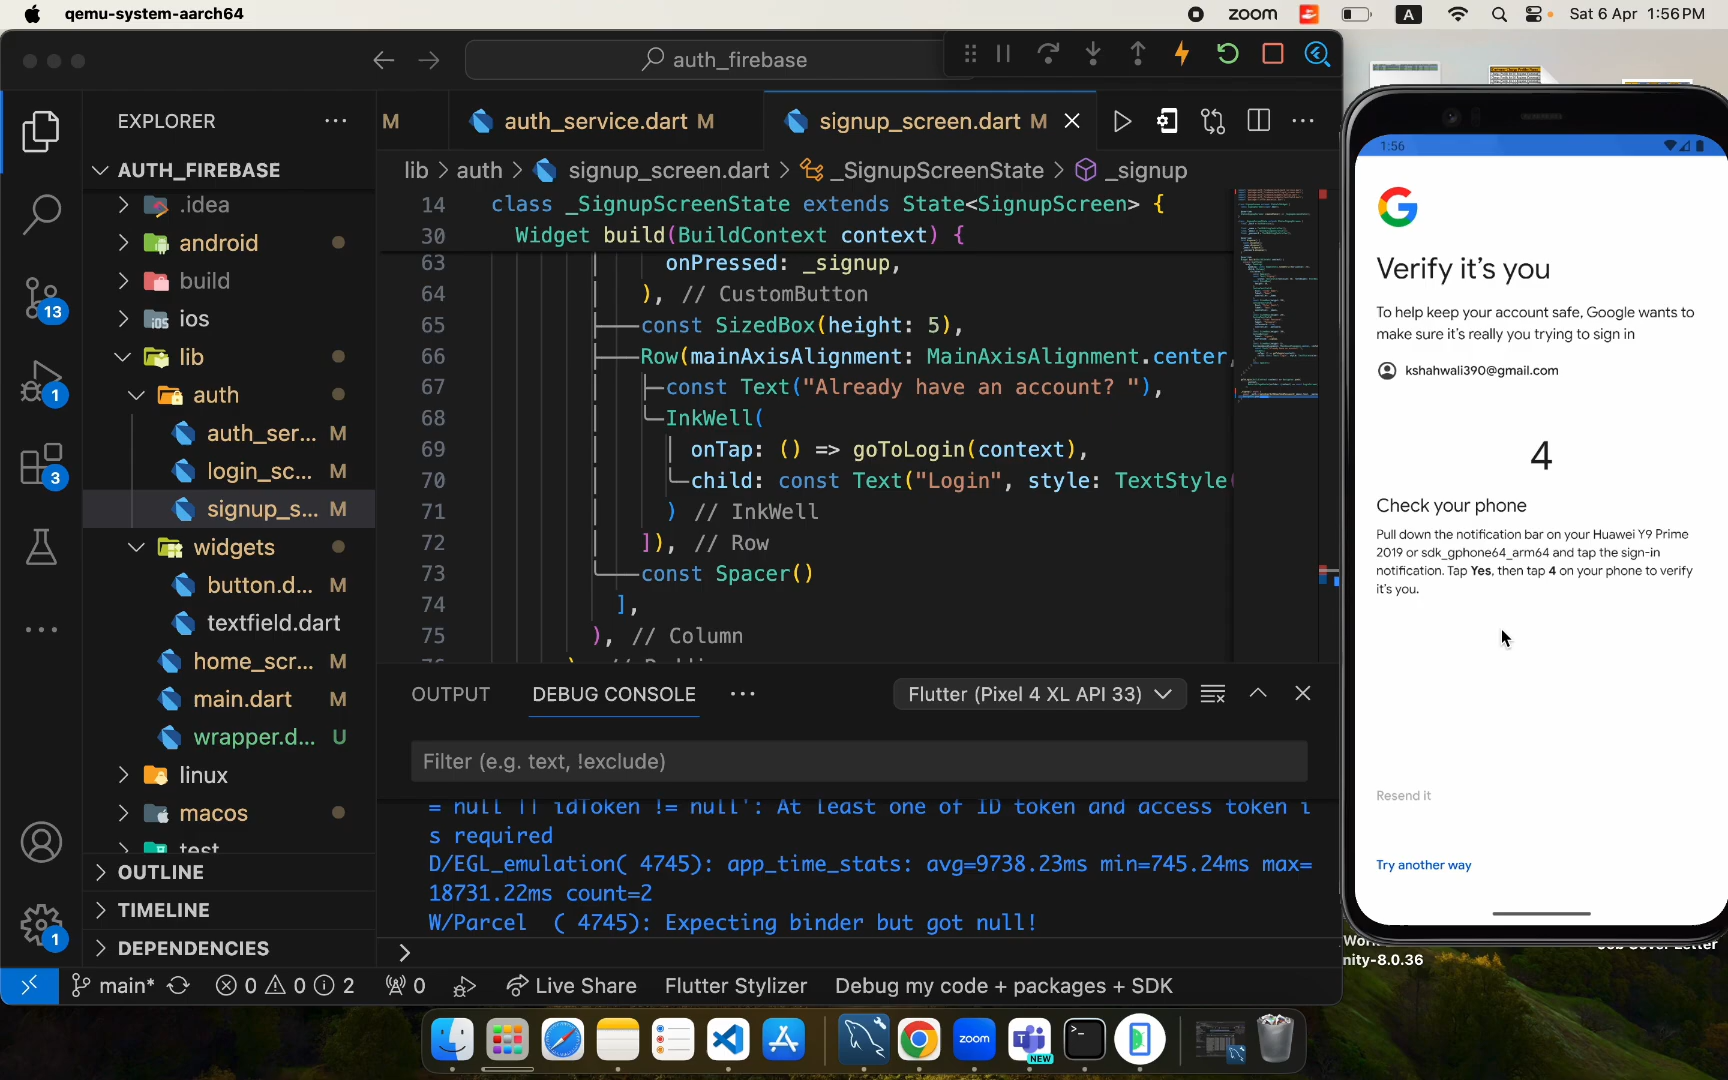 qemu-system-aarch64
zoom
A
Sat 6 Apr 1:56 PM
auth_firebase
EXPLORER
AUTH_FIREBASE
.idea
android
build
ios
lib
auth
auth_ser... M
login_sc... M
signup_s... M
widgets
button.d... M
textfield.dart
home_scr... M
main.dart M
wrapper.d... U
linux
macos
test
OUTLINE
TIMELINE
DEPENDENCIES
13
1
3
1
M
auth_service.dart M
signup_screen.dart M
lib > auth > signup_screen.dart > _SignupScreenState > _signup
14 class _SignupScreenState extends State<SignupScreen> {
30 Widget build(BuildContext context) {
63 onPressed: _signup,
64 ), // CustomButton
65 const SizedBox(height: 5),
66 Row(mainAxisAlignment: MainAxisAlignment.center,
67 const Text("Already have an account? "),
68 InkWell(
69 onTap: () => goToLogin(context),
70 child: const Text("Login", style: TextStyle(
71 ) // InkWell
72 ]), // Row
73 const Spacer()
74 ],
75 ), // Column
OUTPUT
DEBUG CONSOLE
Flutter (Pixel 4 XL API 33)
Filter (e.g. text, !exclude)
= null || idToken != null': At least one of ID token and access token i
s required
D/EGL_emulation( 4745): app_time_stats: avg=9738.23ms min=745.24ms max=
18731.22ms count=2
W/Parcel ( 4745): Expecting binder but got null!
>
main*
0 0 2
0
Live Share
Flutter Stylizer
Debug my code + packages + SDK
1:56
Verify it's you
To help keep your account safe, Google wants to
make sure it's really you trying to sign in
kshahwali390@gmail.com
4
Check your phone
Pull down the notification bar on your Huawei Y9 Prime
2019 or sdk_gphone64_arm64 and tap the sign-in
notification. Tap Yes, then tap 4 on your phone to verify
it's you.
Resend it
Try another way
nity-8.0.36
zoom
NEW